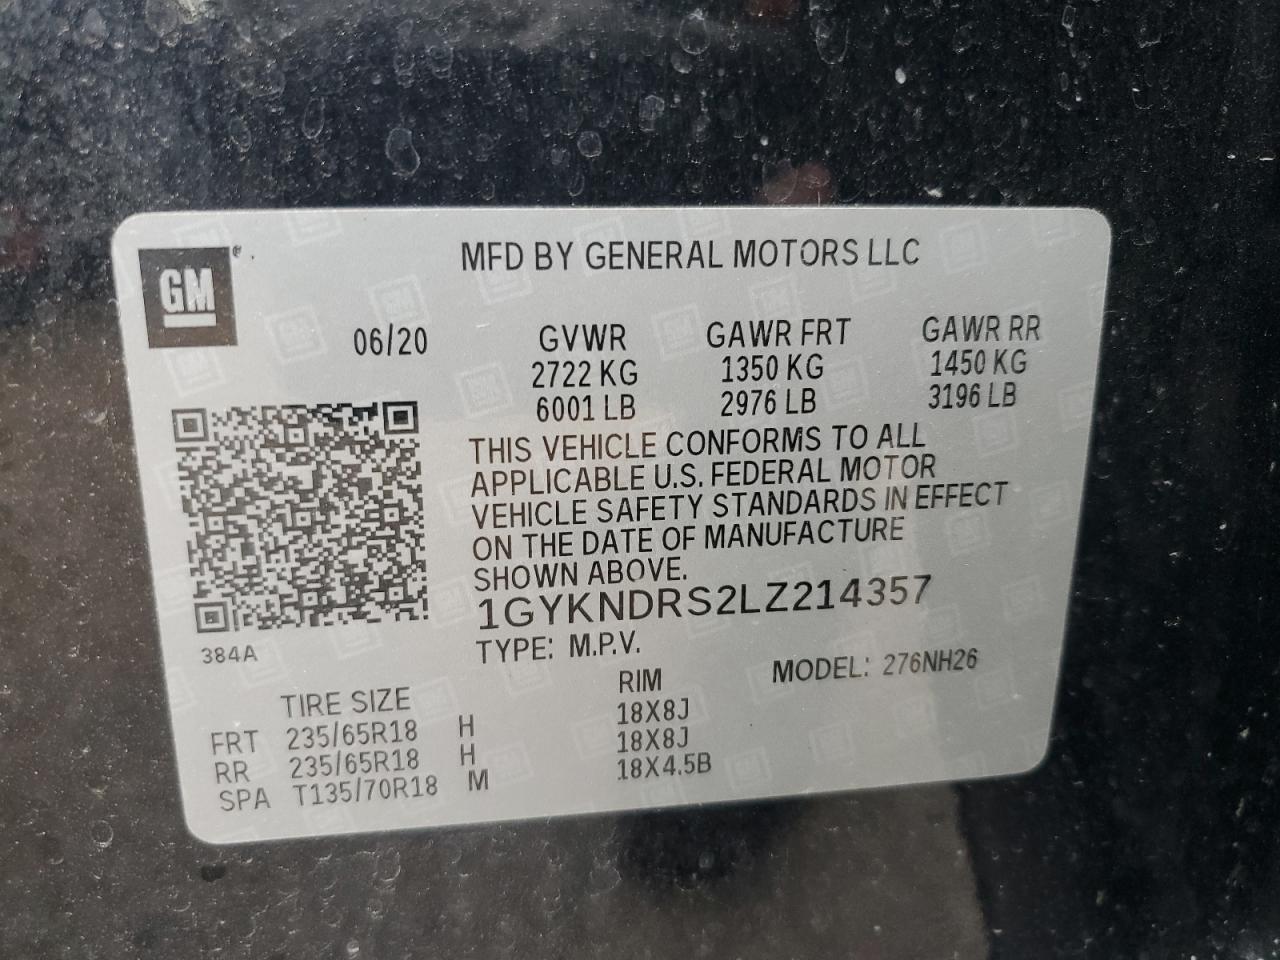 GM
MFD BY GENERAL MOTORS LLC
06/20 GVWR GAWR FRT GAWR RR
2722 KG 1350 KG 1450 KG
6001 LB 2976 LB 3196 LB
THIS VEHICLE CONFORMS TO ALL
APPLICABLE U.S. FEDERAL MOTOR
VEHICLE SAFETY STANDARDS IN EFFECT
ON THE DATE OF MANUFACTURE
SHOWN ABOVE.
1GYKNDRS2LZ214357
384A
TYPE: M.P.V. MODEL: 276NH26
TIRE SIZE RIM
FRT 235/65R18 H 18X8J
RR 235/65R18 H 18X8J
SPA T135/70R18 M 18X4.5B